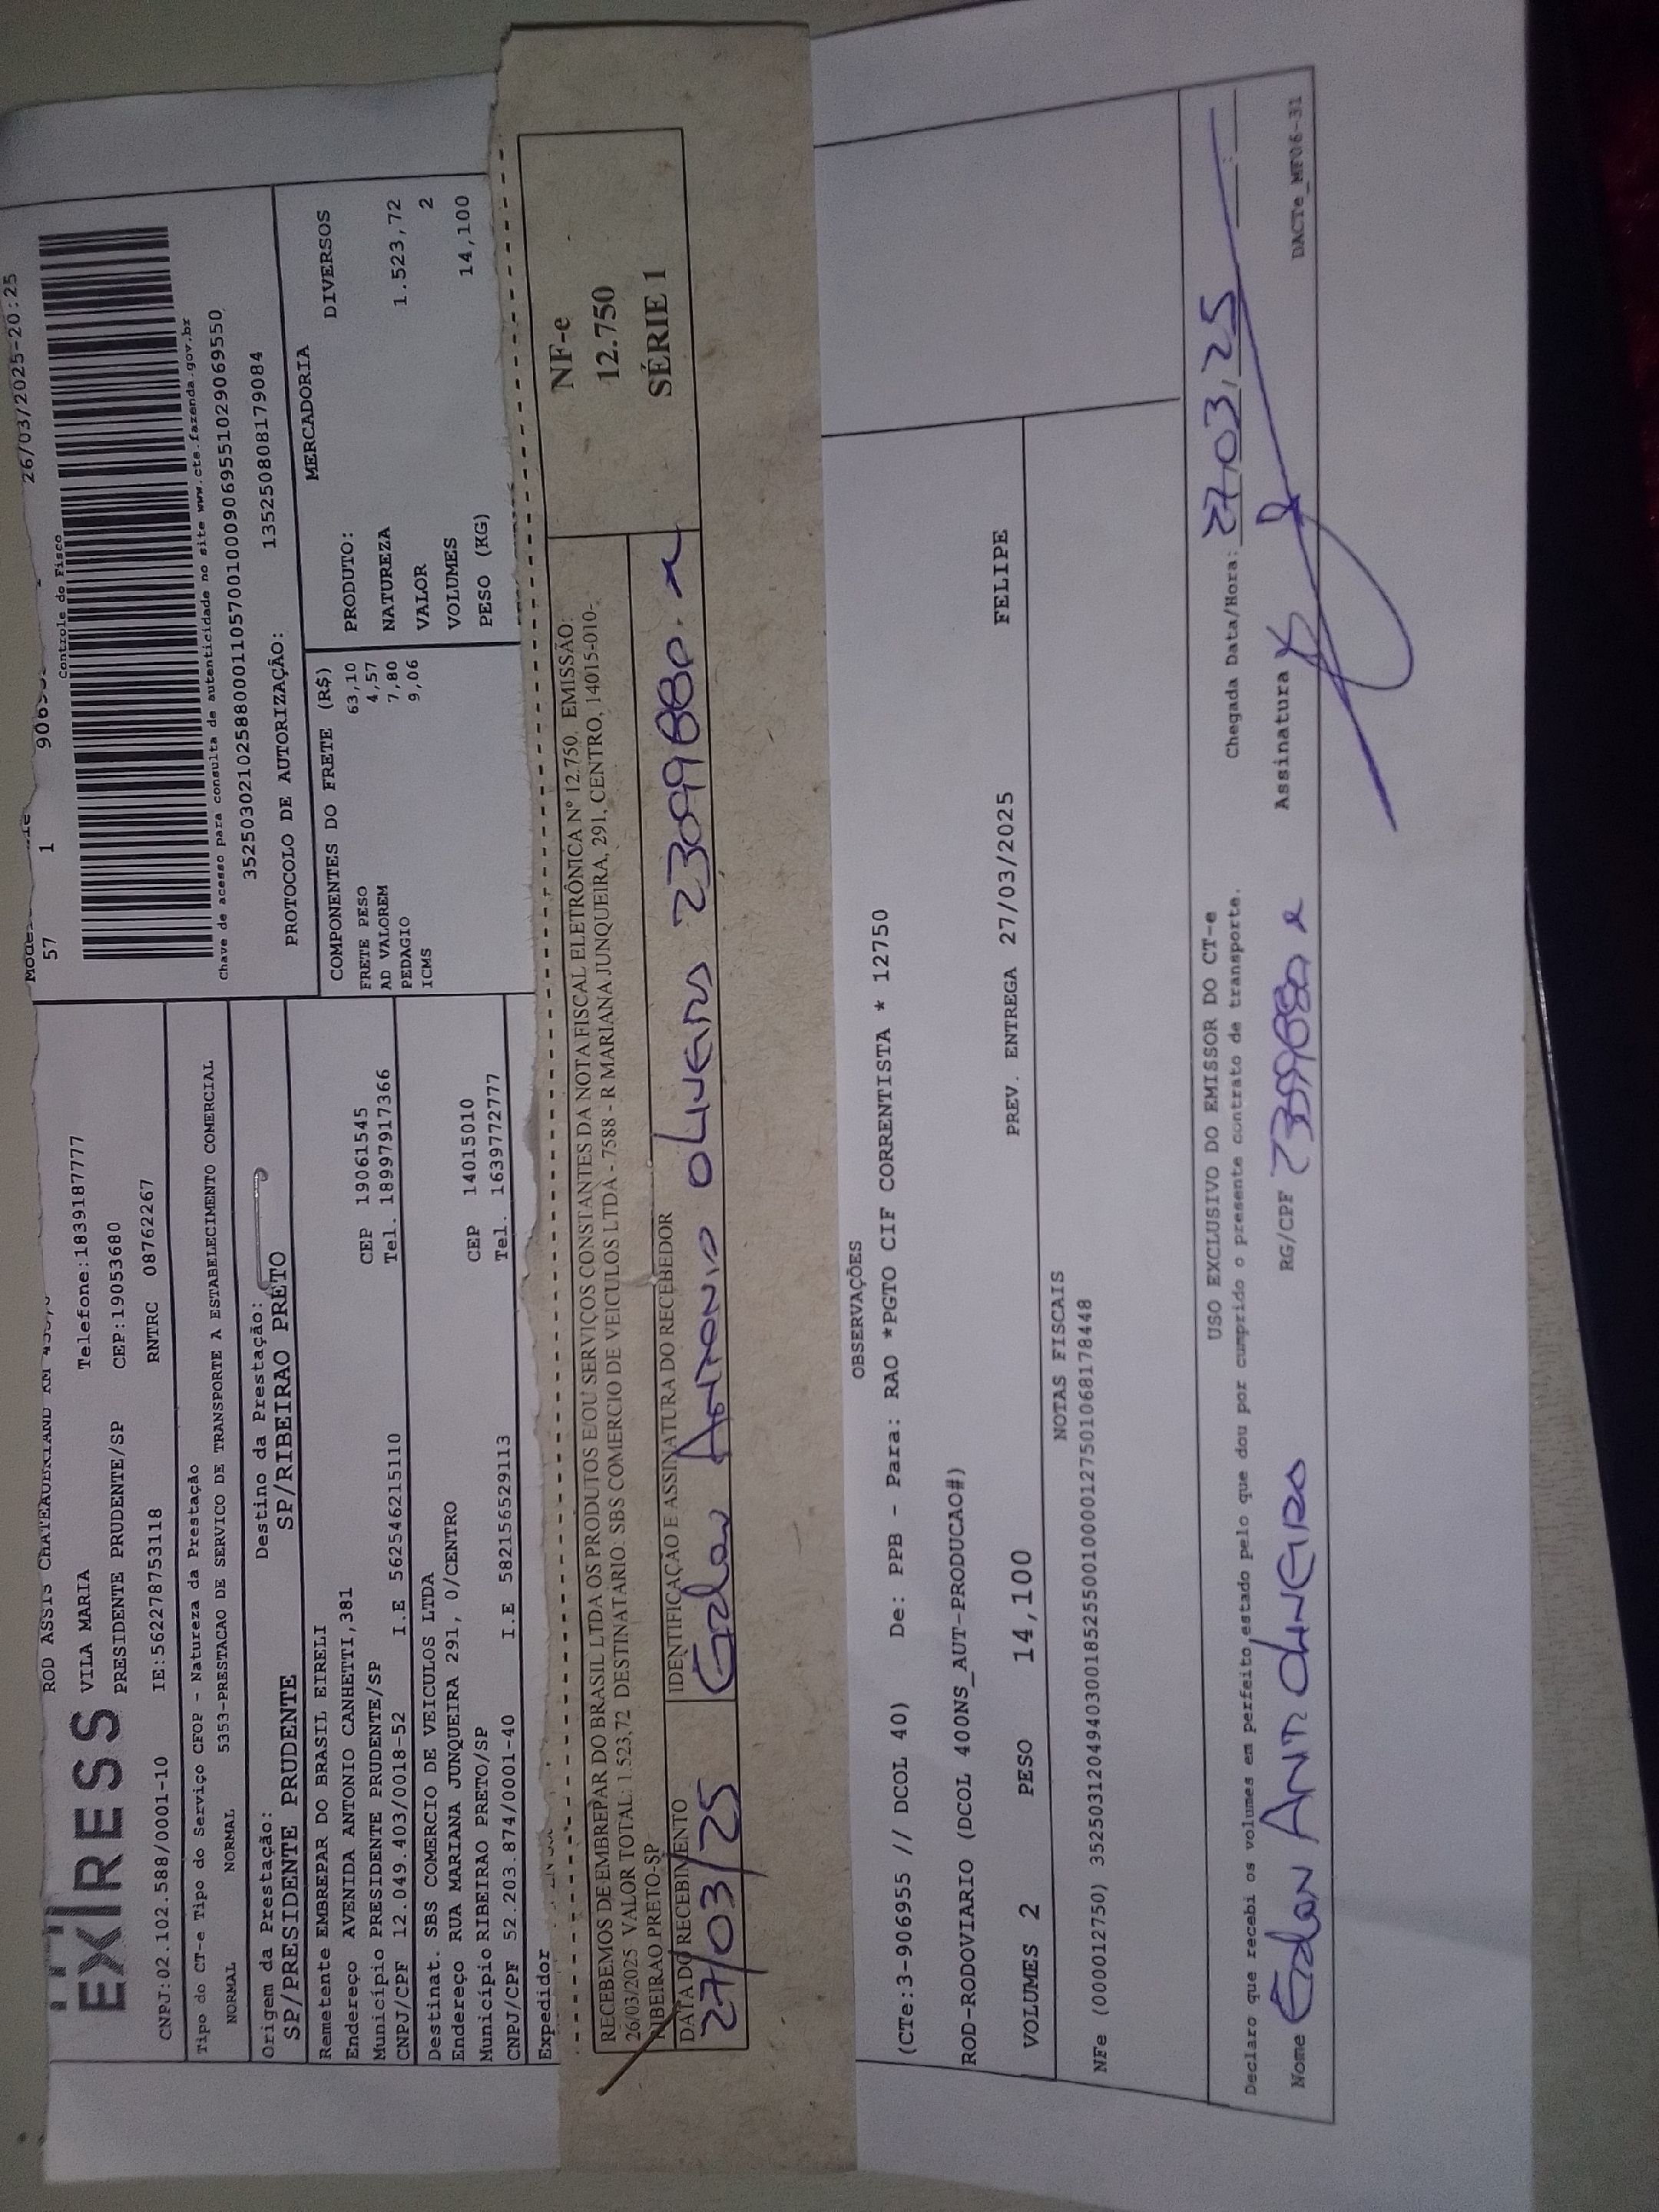 26/03/2025-20:25
57 1
ROD ASSIS CHATEAUBRIAND KM
EX RESS
VILA MARIA Telefone:1839187777
PRESIDENTE PRUDENTE/SP CEP:19053680
CNPJ:02.102.588/0001-10 IE:562278753118 RNTRC 08762267
Controle do Fisco
Chave de acesso para consulta de autenticidade no site www.cte.fazenda.gov.br
35250302102588000110570010009069551029069550
PROTOCOLO DE AUTORIZAÇÃO: 135250808179084
Tipo do CT-e Tipo do Serviço CFOP - Natureza da Prestação
NORMAL NORMAL 5353-PRESTACAO DE SERVICO DE TRANSPORTE A ESTABELECIMENTO COMERCIAL
Origem da Prestação: Destino da Prestação:
SP/PRESIDENTE PRUDENTE SP/RIBEIRAO PRETO
Remetente EMBREPAR DO BRASIL EIRELI
Endereço AVENIDA ANTONIO CANHETTI,381 CEP 19061545
Município PRESIDENTE PRUDENTE/SP Tel. 18997917366
CNPJ/CPF 12.049.403/0018-52 I.E 562546215110
Destinat. SBS COMERCIO DE VEICULOS LTDA
Endereço RUA MARIANA JUNQUEIRA 291, 0/CENTRO CEP 14015010
Município RIBEIRAO PRETO/SP Tel. 1639772777
CNPJ/CPF 52.203.874/0001-40 I.E 582156529113
Expedidor
COMPONENTES DO FRETE (R$)
FRETE PESO 63,10
AD VALOREM 4,57
PEDAGIO 7,80
ICMS 9,06
MERCADORIA
PRODUTO: DIVERSOS
NATUREZA
VALOR 1.523,72
VOLUMES 2
PESO (KG) 14,100
RECEBEMOS DE EMBREPAR DO BRASIL LTDA OS PRODUTOS E/OU SERVIÇOS CONSTANTES DA NOTA FISCAL ELETRÔNICA Nº 12.750. EMISSÃO:
26/03/2025 VALOR TOTAL: 1.523,72 DESTINATÁRIO: SBS COMERCIO DE VEICULOS LTDA - 7588 - R MARIANA JUNQUEIRA, 291, CENTRO, 14015-010-
RIBEIRAO PRETO-SP
DATA DO RECEBIMENTO IDENTIFICAÇÃO E ASSINATURA DO RECEBEDOR
27/03/25 Antonio Oliveira
NF-e
12.750
SÉRIE 1
OBSERVAÇÕES
(CTe:3-906955 // DCOL 40) De: PPB - Para: RAO *PGTO CIF CORRENTISTA * 12750
ROD-RODOVIARIO (DCOL 400NS_AUT-PRODUCAO#)
VOLUMES 2 PESO 14,100 PREV. ENTREGA 27/03/2025 FELIPE
NOTAS FISCAIS
NFe (000012750) 35250312049403001852550010000127501068178448
USO EXCLUSIVO DO EMISSOR DO CT-e
Declaro que recebi os volumes em perfeito estado pelo que dou por cumprido o presente contrato de transporte. Chegada Data/Hora: 27/03/25
Nome RG/CPF Assinatura
DACTe_MF06-31